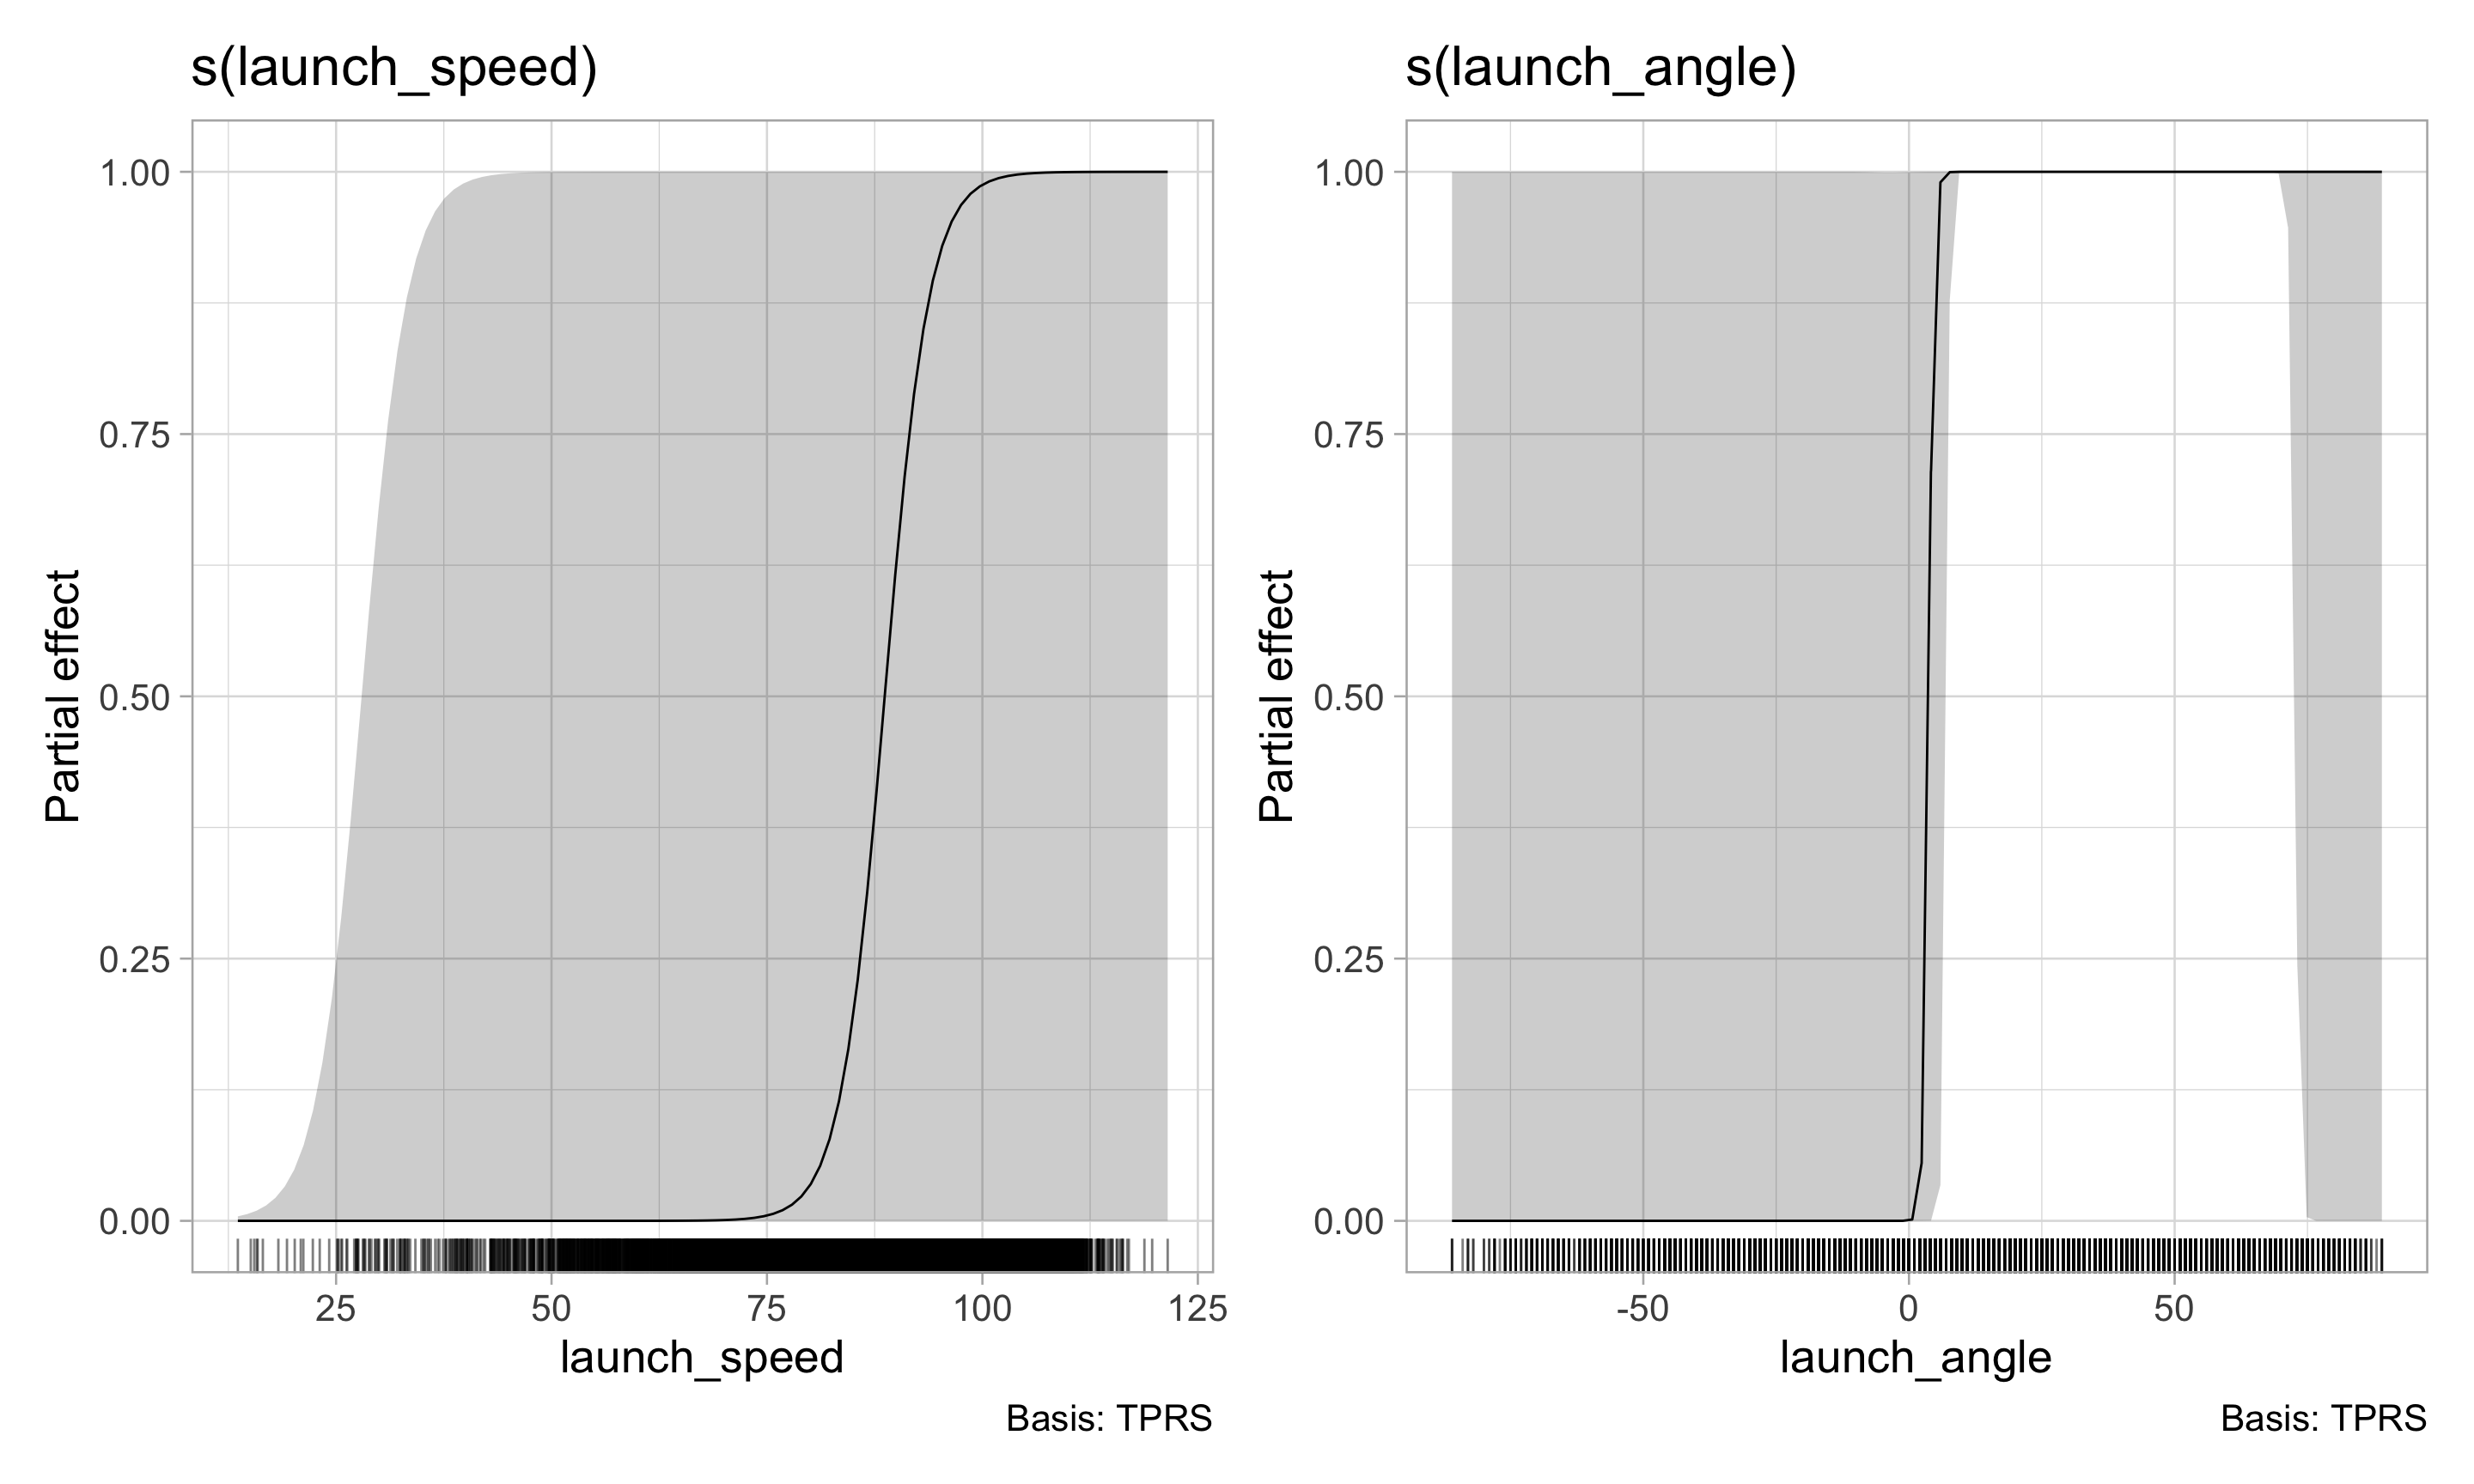 s(launch_speed)
1.00
0.75
0.50
0.25
0.00
Partial effect
25 50 75 100 125
launch_speed
Basis: TPRS
s(launch_angle)
1.00
0.75
0.50
0.25
0.00
Partial effect
-50 0 50
launch_angle
Basis: TPRS